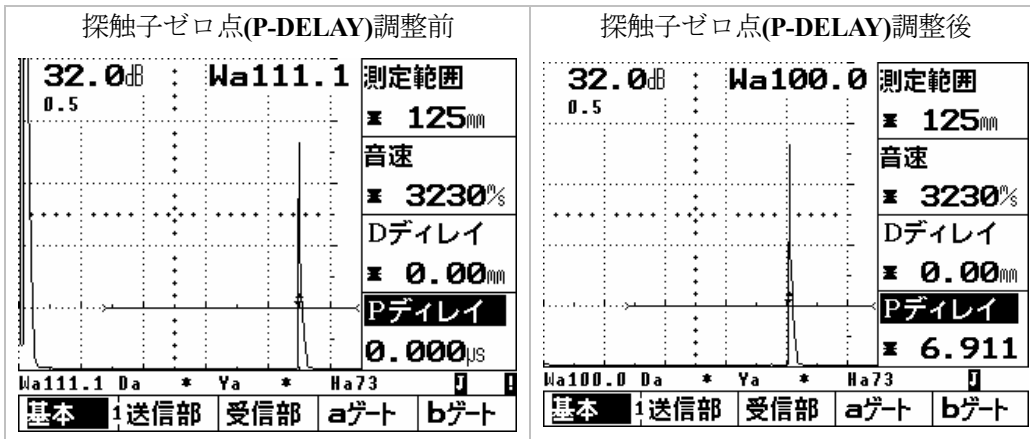 探触子ゼロ点(P-DELAY)調整前
32.0dB
Wa111.1
0.5
測定範囲
125mm
音速
3230m/s
Dディレイ
0.00mm
Pディレイ
0.000μs
Wa111.1 Da * Ya * Ha73 J !
基本 1 送信部 受信部 aゲート bゲート
探触子ゼロ点(P-DELAY)調整後
32.0dB
Wa100.0
0.5
測定範囲
125mm
音速
3230m/s
Dディレイ
0.00mm
Pディレイ
6.911
Wa100.0 Da * Ya * Ha73 J
基本 1 送信部 受信部 aゲート bゲート